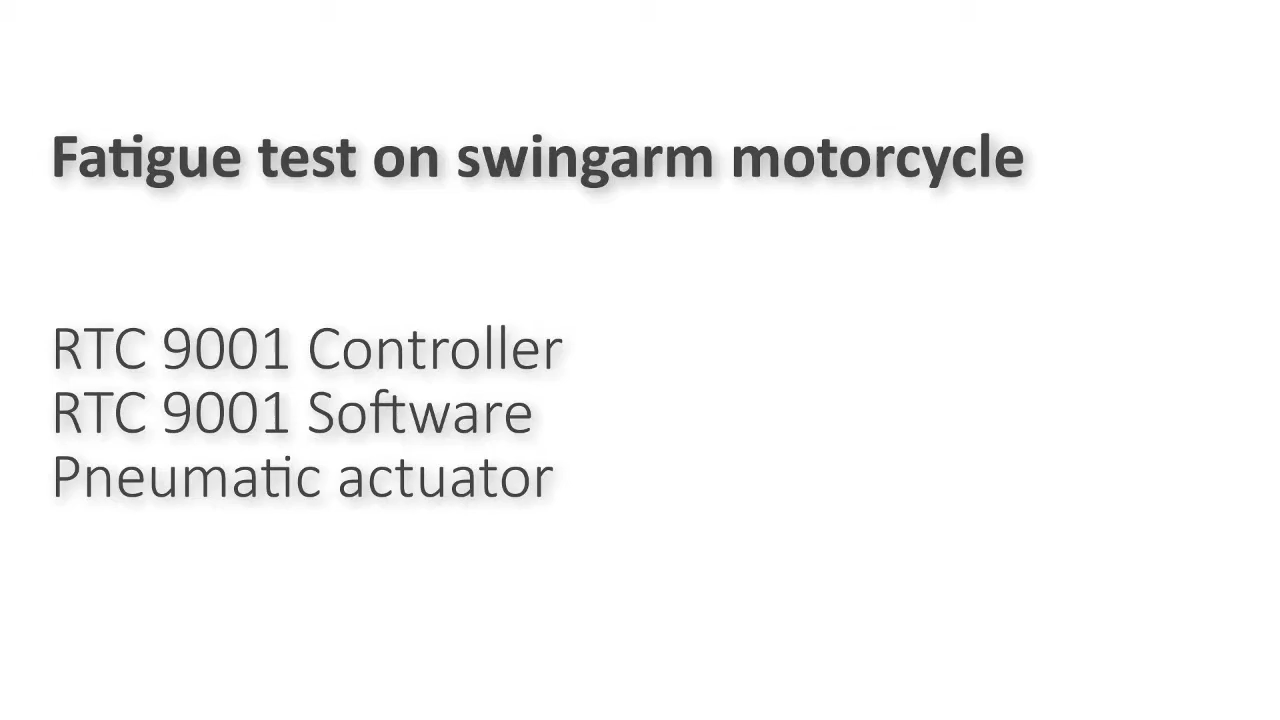 Fatigue test on swingarm motorcycle
RTC 9001 Controller
RTC 9001 Software
Pneumatic actuator